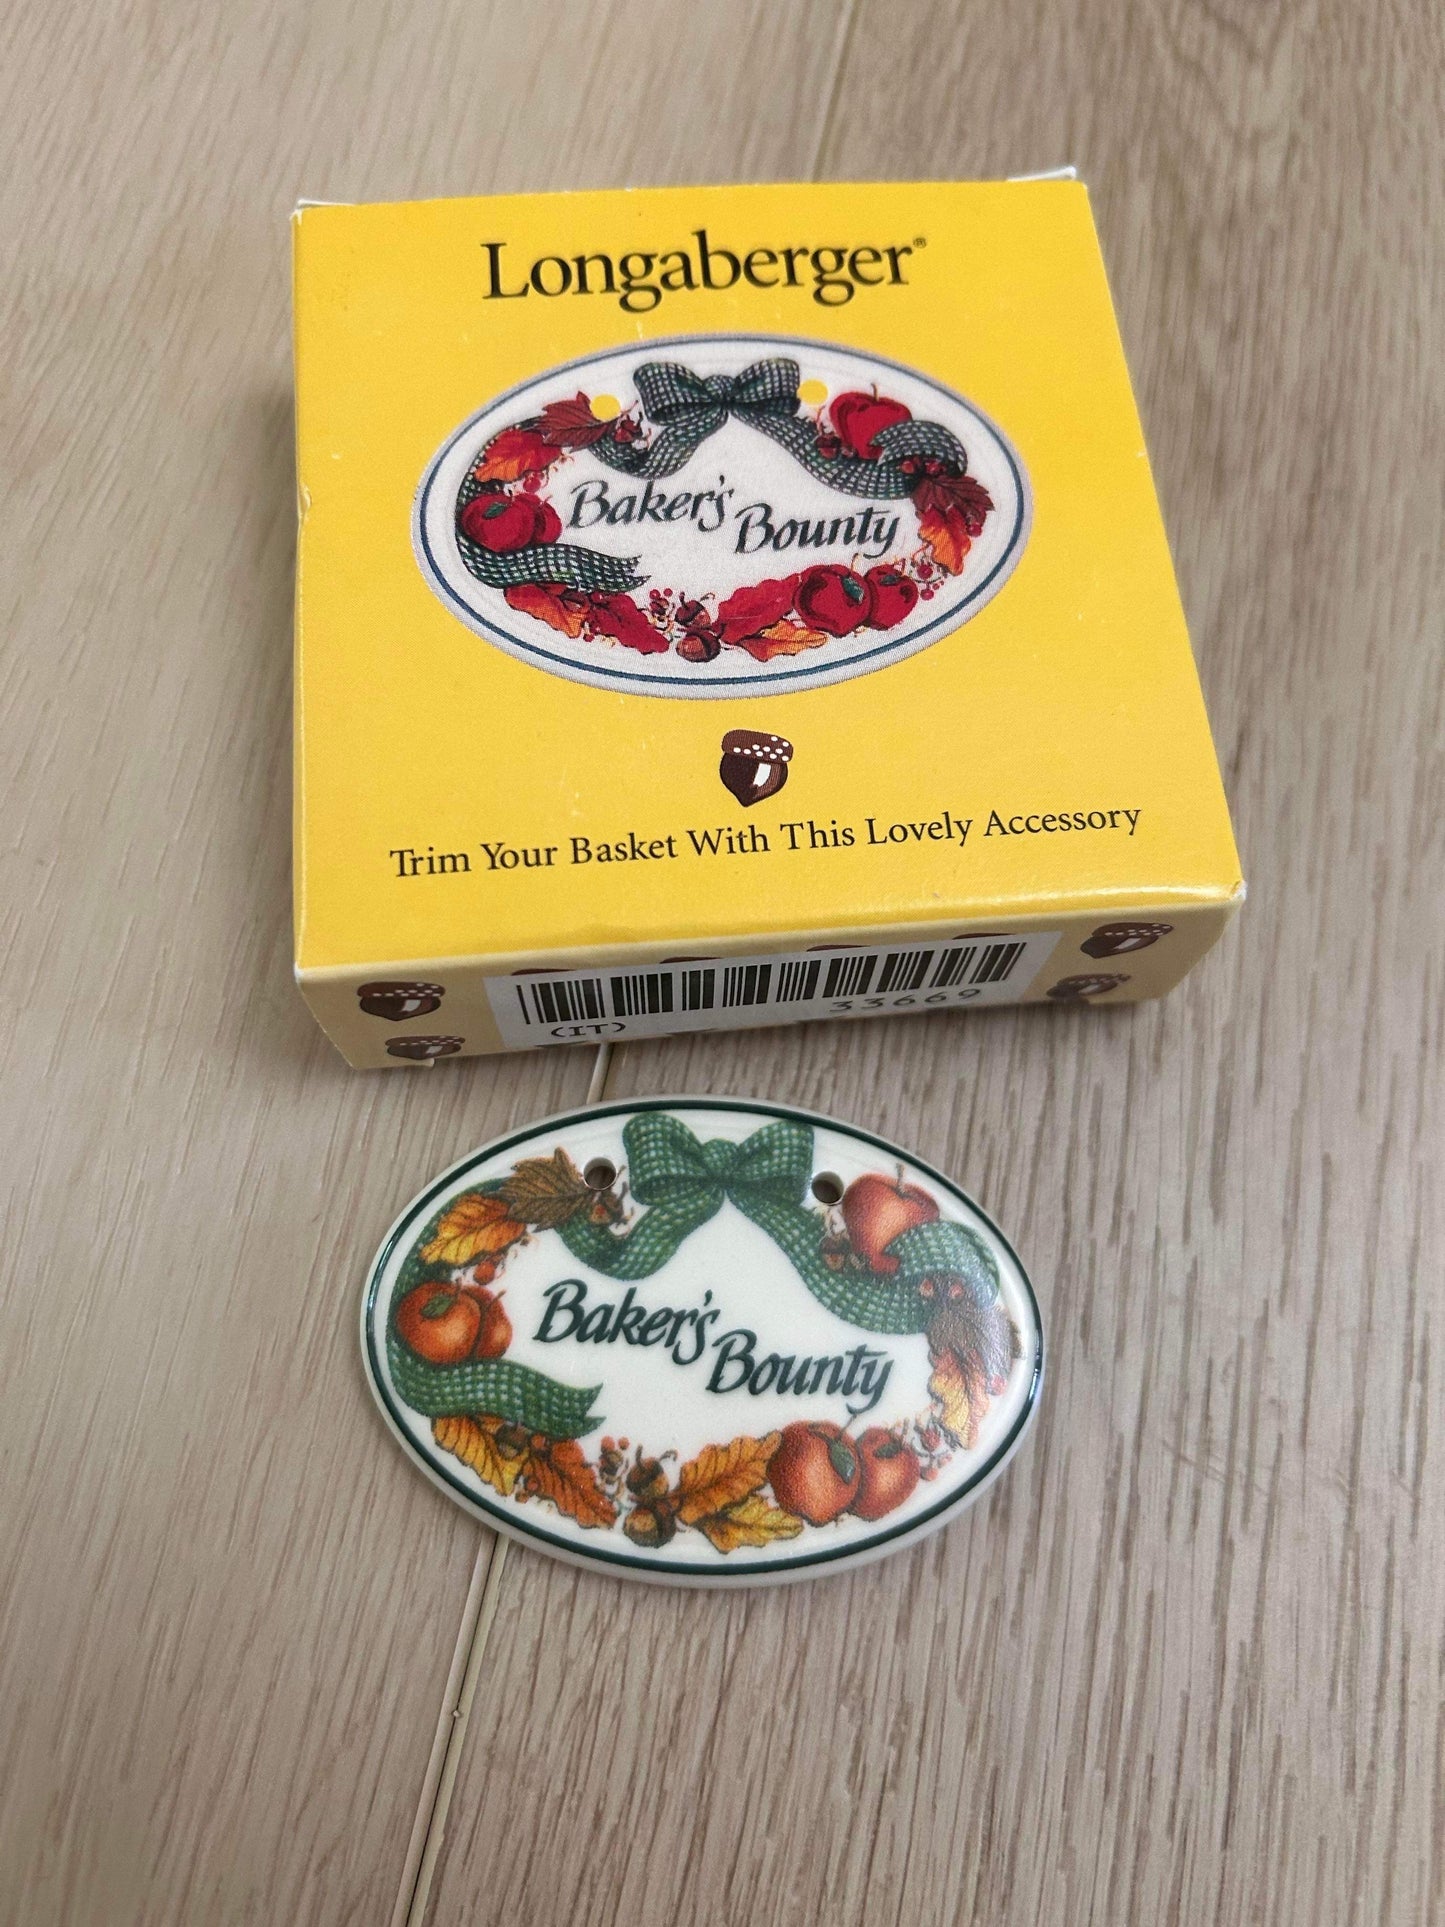 Longaberger®
Baker's
Bounty
Trim Your Basket With This Lovely Accessory
(IT)
33669
Baker's
Bounty